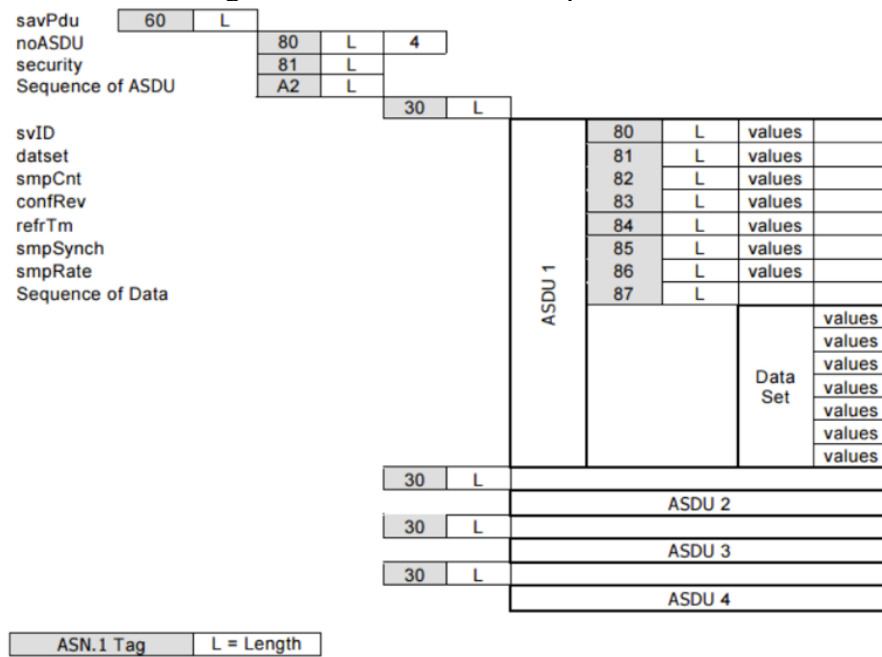 savPdu 60 L
noASDU 80 L 4
security 81 L
Sequence of ASDU A2 L
30 L
svID 80 L values
datset 81 L values
smpCnt 82 L values
confRev 83 L values
refrTm 84 L values
smpSynch 85 L values
smpRate 86 L values
Sequence of Data 87 L
ASDU 1
values
values
values
Data Set
values
values
values
values
30 L
ASDU 2
30 L
ASDU 3
30 L
ASDU 4
ASN.1 Tag L = Length